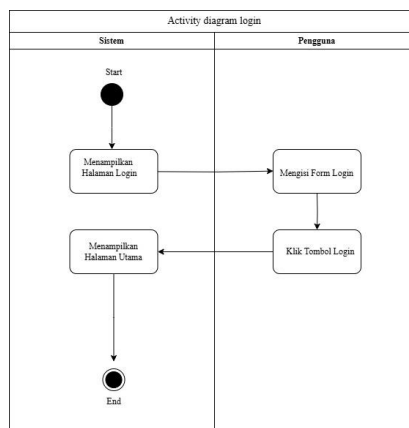 Activity diagram login
Sistem
Pengguna
Start
Menampilkan
Halaman Login
Mengisi Form Login
Menampilkan
Halaman Utama
Klik Tombol Login
End